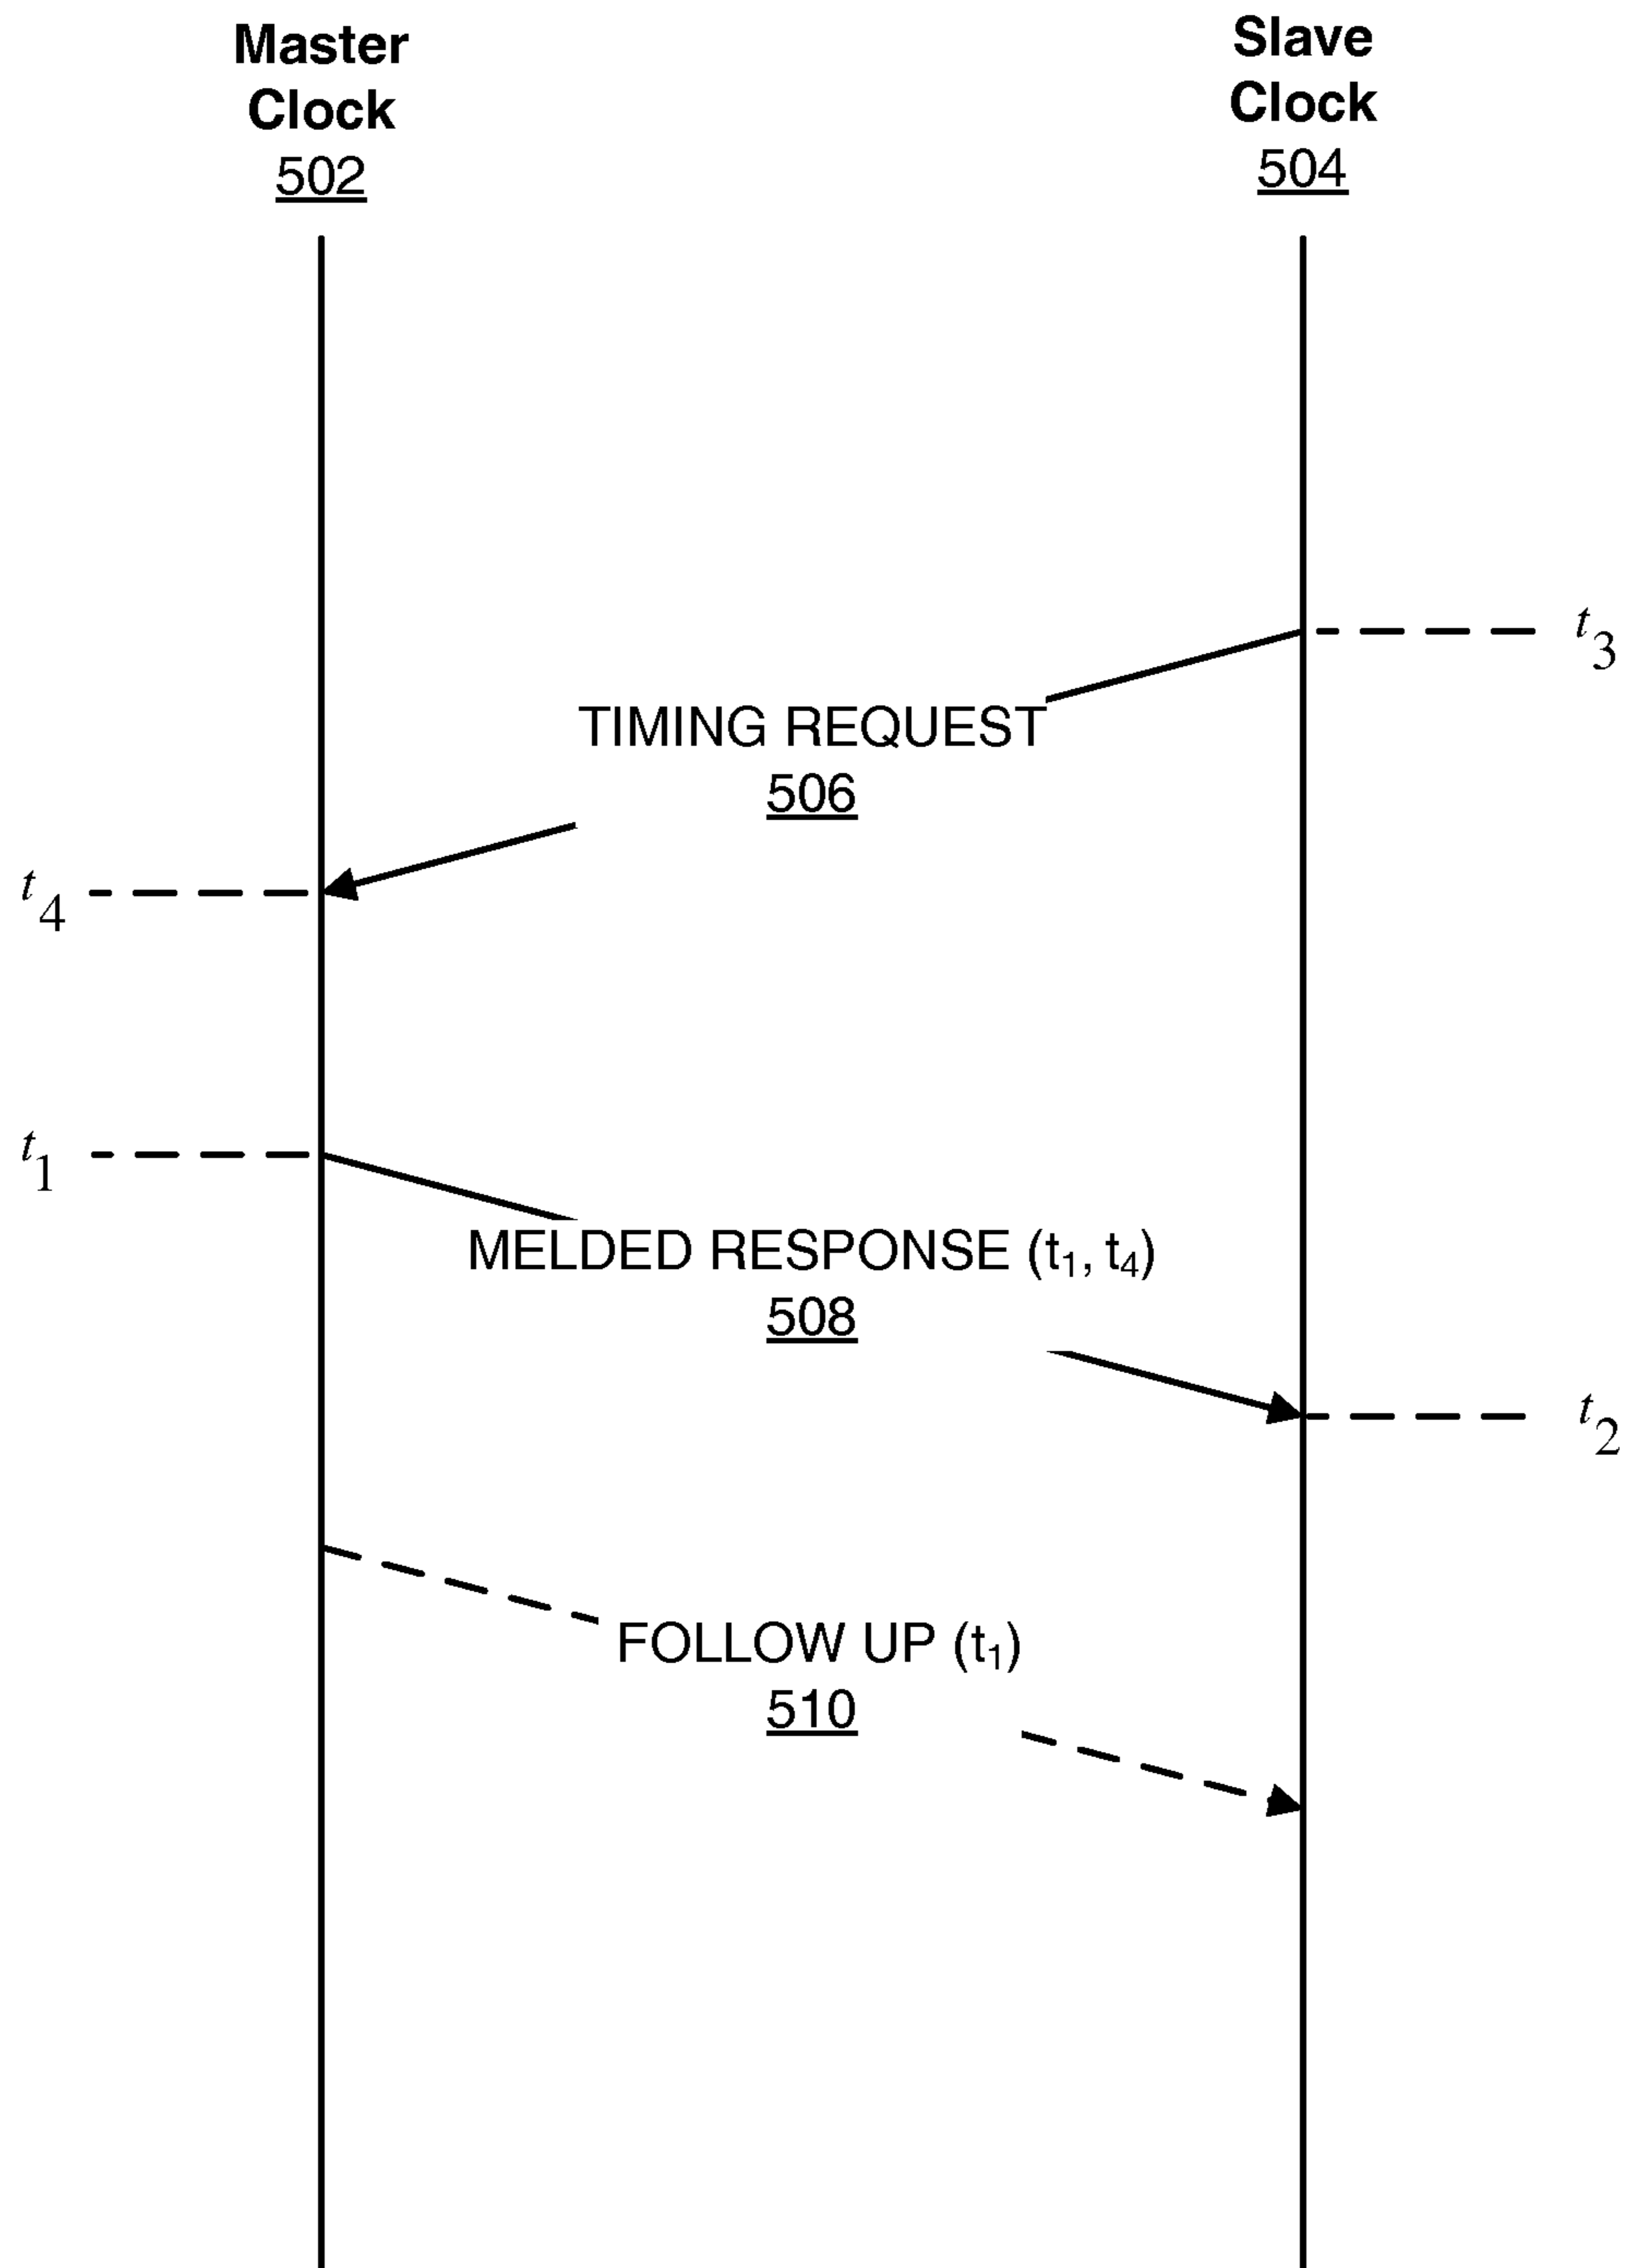 Master
Clock
502
Slave
Clock
504
t3
TIMING REQUEST
506
t4
t1
MELDED RESPONSE (t1, t4)
508
t2
FOLLOW UP (t1)
510